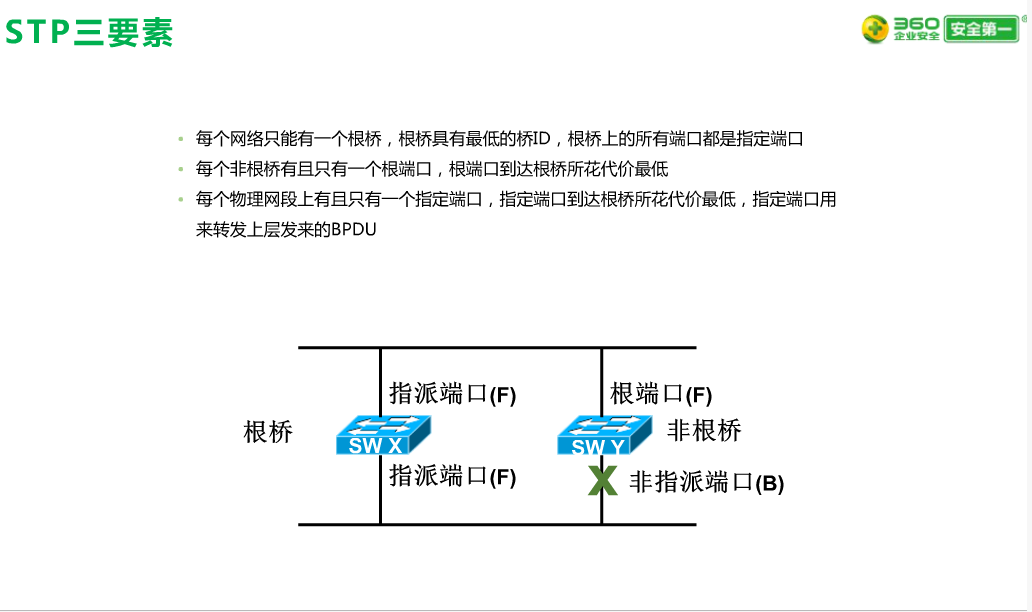 STP三要素
360
企业安全
安全第一
®
每个网络只能有一个根桥，根桥具有最低的桥ID，根桥上的所有端口都是指定端口
每个非根桥有且只有一个根端口，根端口到达根桥所花代价最低
每个物理网段上有且只有一个指定端口，指定端口到达根桥所花代价最低，指定端口用
来转发上层发来的BPDU
指派端口(F)
根端口(F)
根桥
SW X
SW Y
非根桥
指派端口(F)
非指派端口(B)